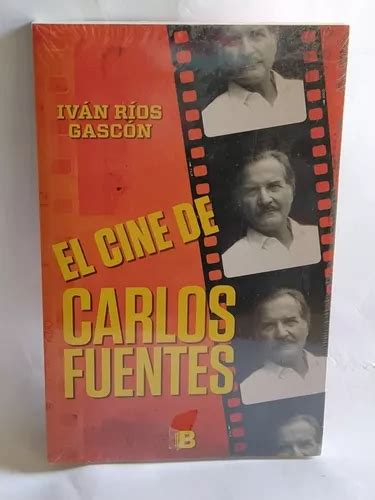 IVÁN RÍOS
GASCÓN
EL CINE DE
CARLOS
FUENTES
B